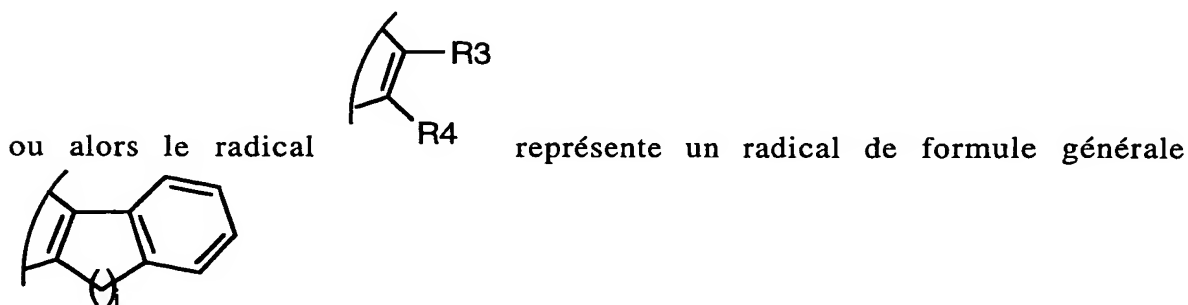 R3
ou alors le radical R4 représente un radical de formule générale
( )i